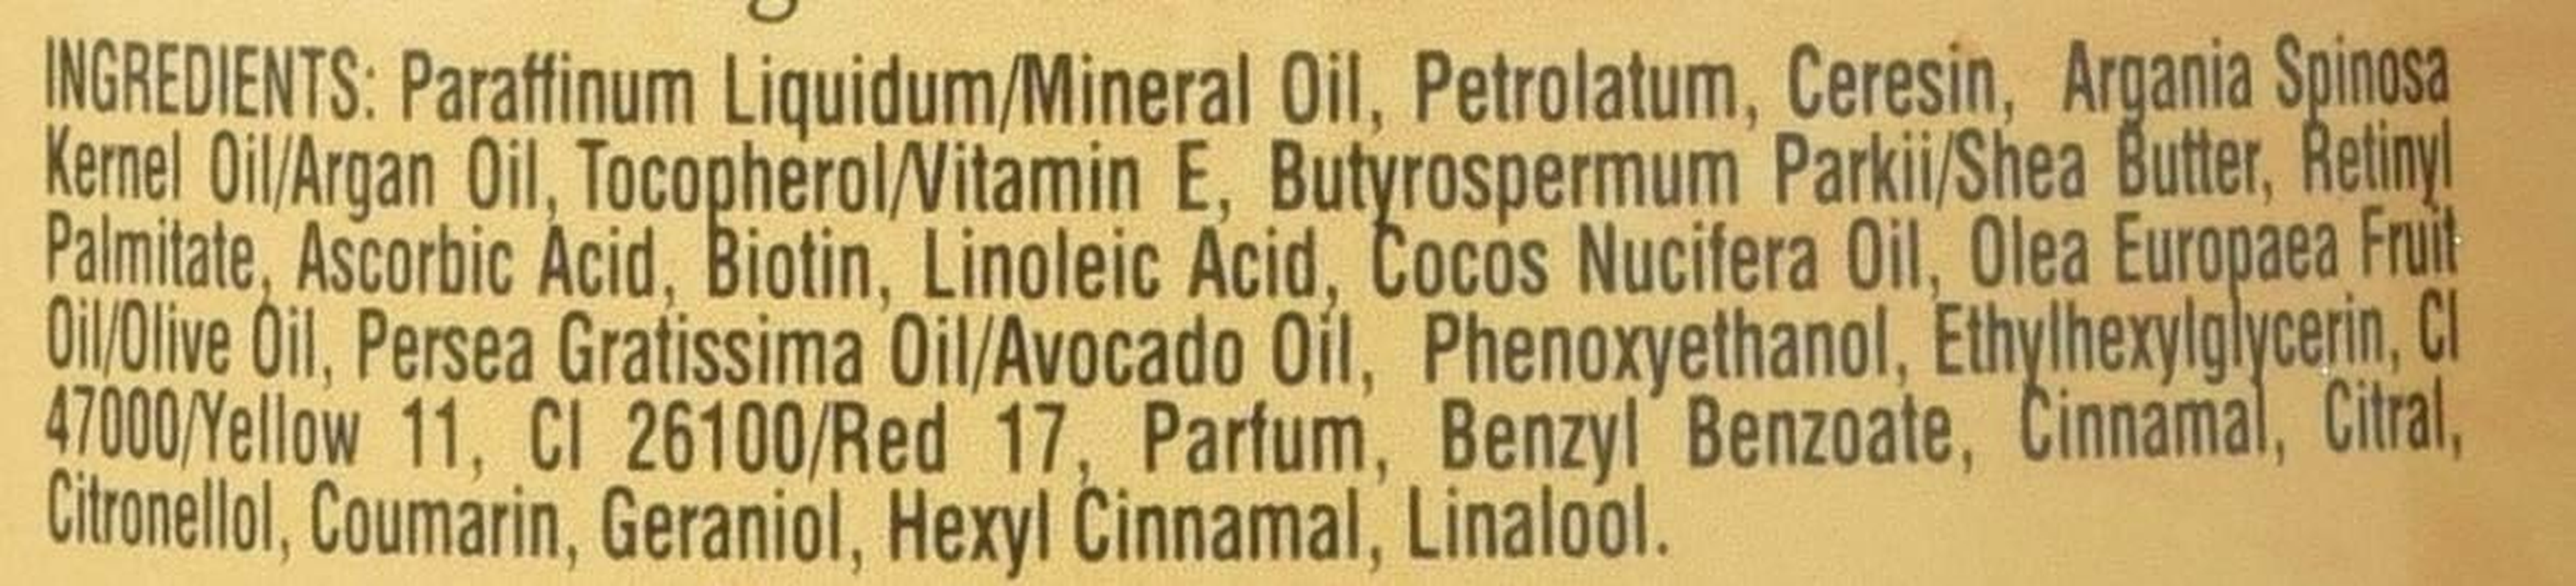 INGREDIENTS: Paraffinum Liquidum/Mineral Oil, Petrolatum, Ceresin, Argania Spinosa
Kernel Oil/Argan Oil, Tocopherol/Vitamin E, Butyrospermum Parkii/Shea Butter, Retinyl
Palmitate, Ascorbic Acid, Biotin, Linoleic Acid, Cocos Nucifera Oil, Olea Europaea Fruit
Oil/Olive Oil, Persea Gratissima Oil/Avocado Oil, Phenoxyethanol, Ethylhexylglycerin, CI
47000/Yellow 11, CI 26100/Red 17, Parfum, Benzyl Benzoate, Cinnamal, Citral,
Citronellol, Coumarin, Geraniol, Hexyl Cinnamal, Linalool.